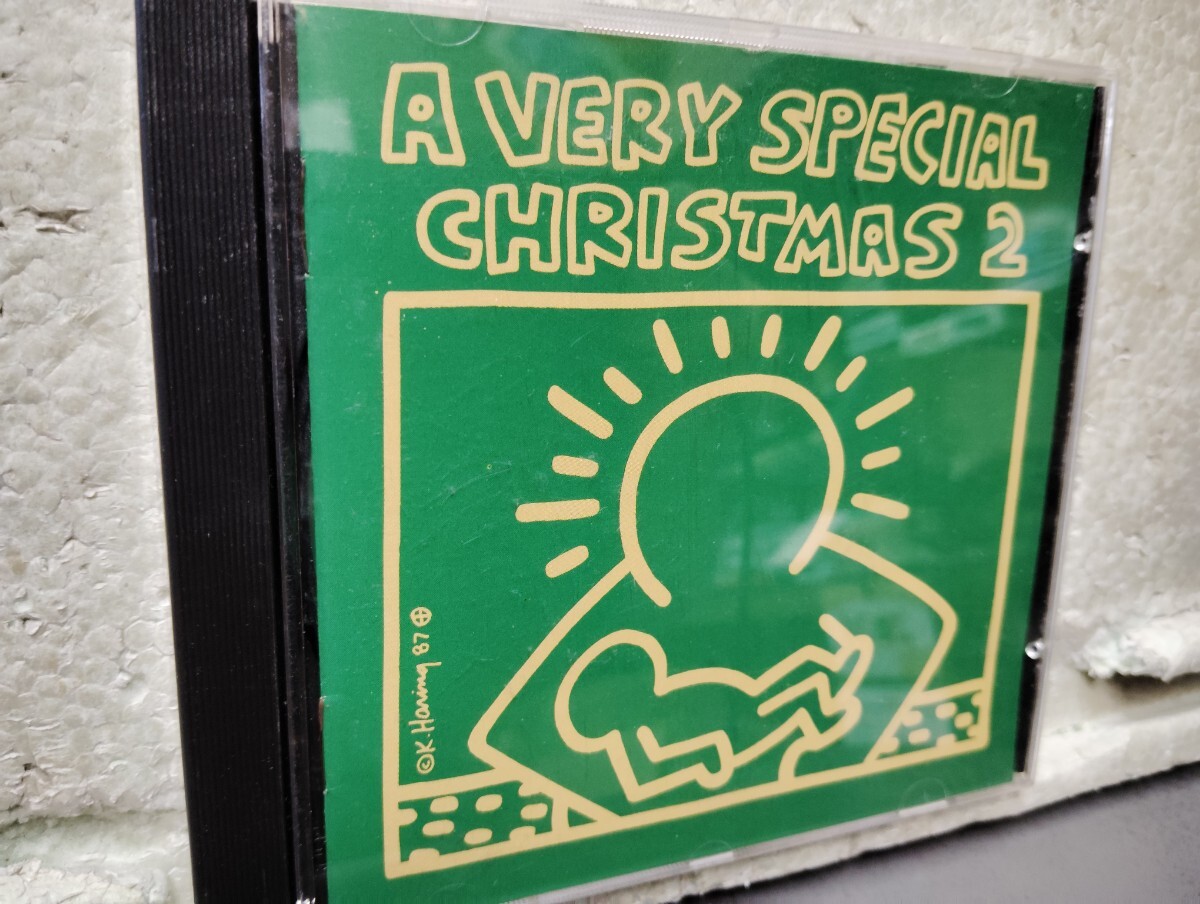 A VERY SPECIAL
CHRISTMAS 2
© K. Haring 87